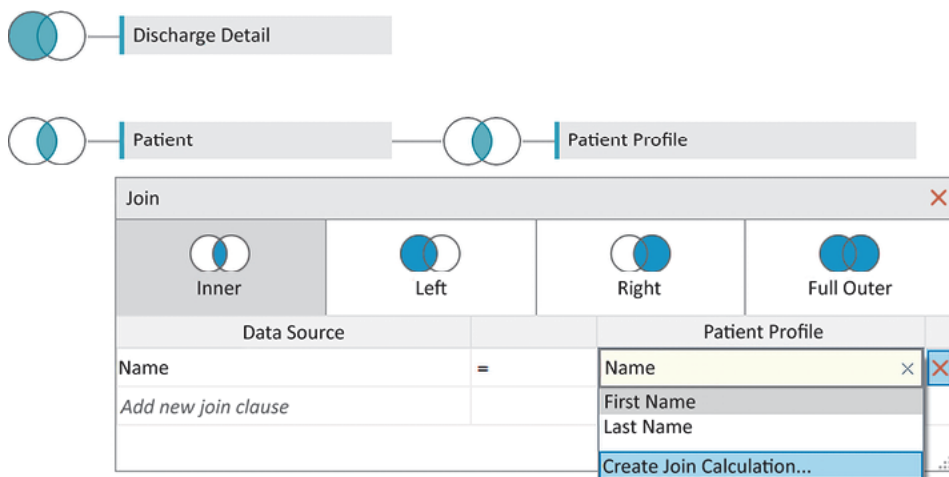 Discharge Detail
Patient Patient Profile
Join
Inner Left Right Full Outer
Data Source Patient Profile
Name = Name
Add new join clause
First Name
Last Name
Create Join Calculation...